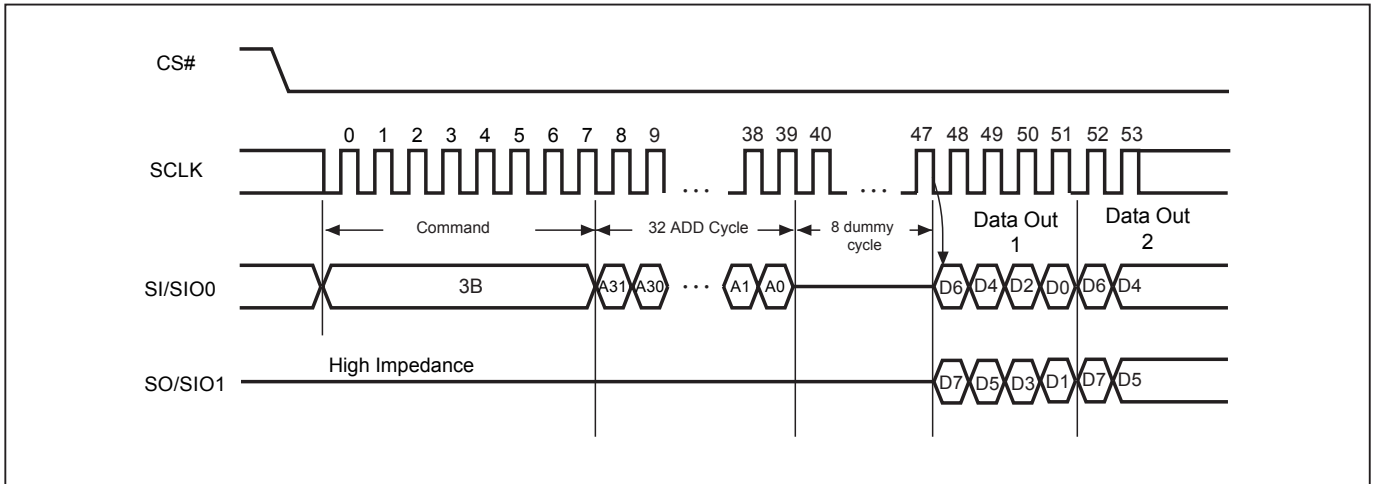 CS#
0 1 2 3 4 5 6 7 8 9 38 39 40 47 48 49 50 51 52 53
SCLK
...
...
Command
32 ADD Cycle
8 dummy
cycle
Data Out
1
Data Out
2
SI/SIO0
3B
A31 A30 ... A1 A0
D6 D4 D2 D0 D6 D4
High Impedance
SO/SIO1
D7 D5 D3 D1 D7 D5